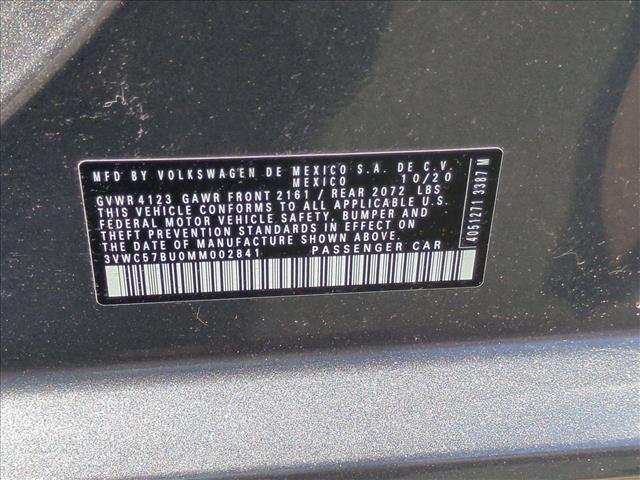 MFD BY VOLKSWAGEN DE MEXICO S.A. DE C.V.
MEXICO 10/20
GVWR4123 GAWR FRONT 2161 / REAR 2072 LBS
THIS VEHICLE CONFORMS TO ALL APPLICABLE U.S.
FEDERAL MOTOR VEHICLE SAFETY, BUMPER AND
THEFT PREVENTION STANDARDS IN EFFECT ON
THE DATE OF MANUFACTURE SHOWN ABOVE
3VWC57BU0MM002841 PASSENGER CAR
4051271 3387 M